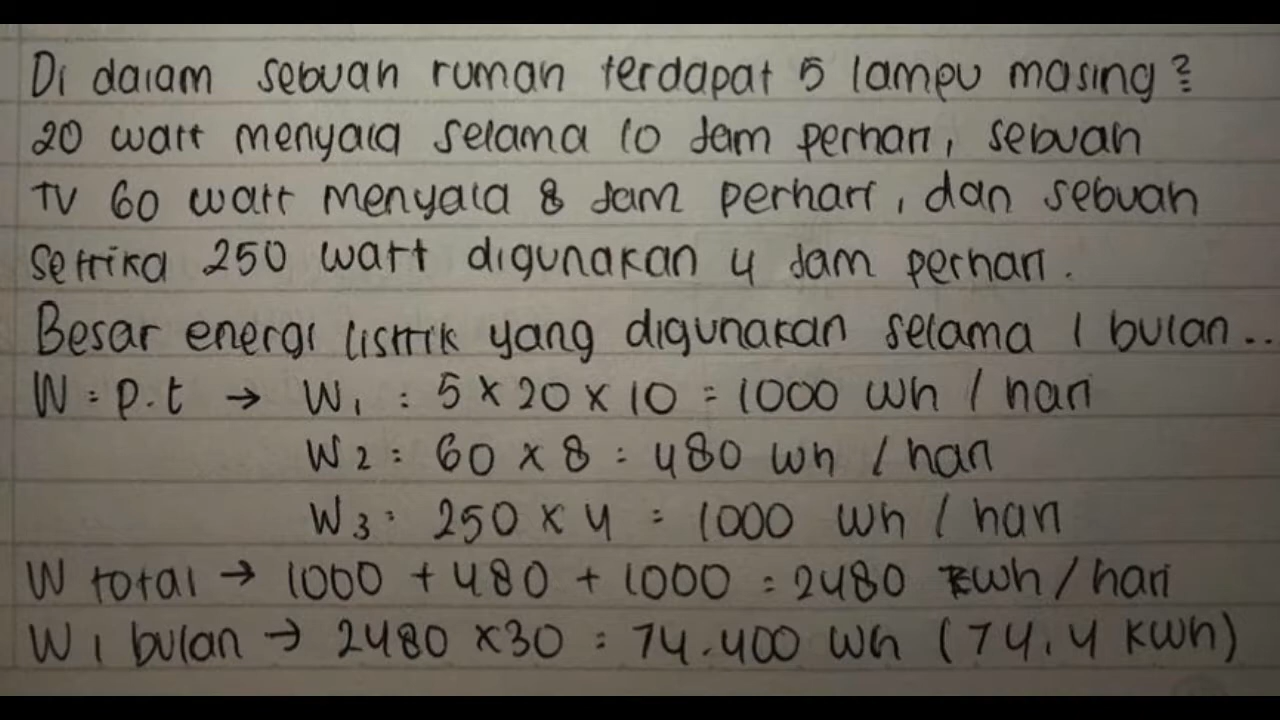 Di dalam sebuah rumah terdapat 5 lampu masing²
20 watt menyala selama 10 Jam perhari, sebuah
TV 60 watt menyala 8 Jam perhari, dan sebuah
Setrika 250 watt digunakan 4 Jam perhari.
Besar energi listrik yang digunakan selama 1 bulan..
W = p.t → W₁ = 5 x 20 x 10 = 1000 wh / hari
W₂ = 60 x 8 = 480 wh / hari
W₃ = 250 x 4 = 1000 wh / hari
W total → 1000 + 480 + 1000 = 2480 kwh / hari
W 1 bulan → 2480 x 30 = 74.400 wh (74.4 kwh)